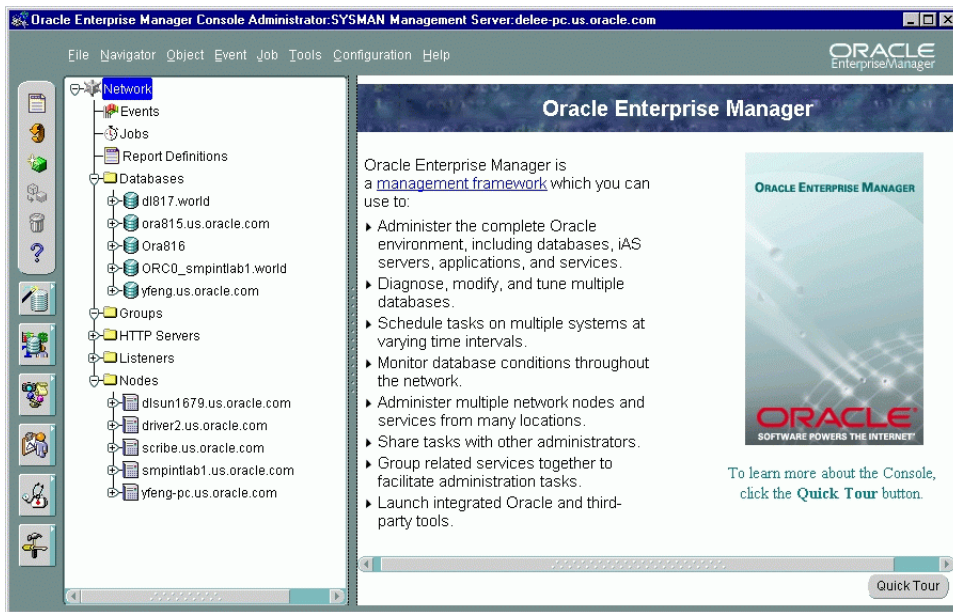 Oracle Enterprise Manager Console Administrator:SYSMAN Management Server:delee-pc.us.oracle.com
File Navigator Object Event Job Tools Configuration Help
ORACLE
EnterpriseManager
Network
Events
Jobs
Report Definitions
Databases
dl817.world
ora815.us.oracle.com
Ora816
ORC0_smpintlab1.world
yfeng.us.oracle.com
Groups
HTTP Servers
Listeners
Nodes
dlsun1679.us.oracle.com
driver2.us.oracle.com
scribe.us.oracle.com
smpintlab1.us.oracle.com
yfeng-pc.us.oracle.com
Oracle Enterprise Manager
Oracle Enterprise Manager is
a management framework which you can
use to:
Administer the complete Oracle
environment, including databases, iAS
servers, applications, and services.
Diagnose, modify, and tune multiple
databases.
Schedule tasks on multiple systems at
varying time intervals.
Monitor database conditions throughout
the network.
Administer multiple network nodes and
services from many locations.
Share tasks with other administrators.
Group related services together to
facilitate administration tasks.
Launch integrated Oracle and third-
party tools.
ORACLE ENTERPRISE MANAGER
ORACLE
SOFTWARE POWERS THE INTERNET
To learn more about the Console,
click the Quick Tour button.
Quick Tour